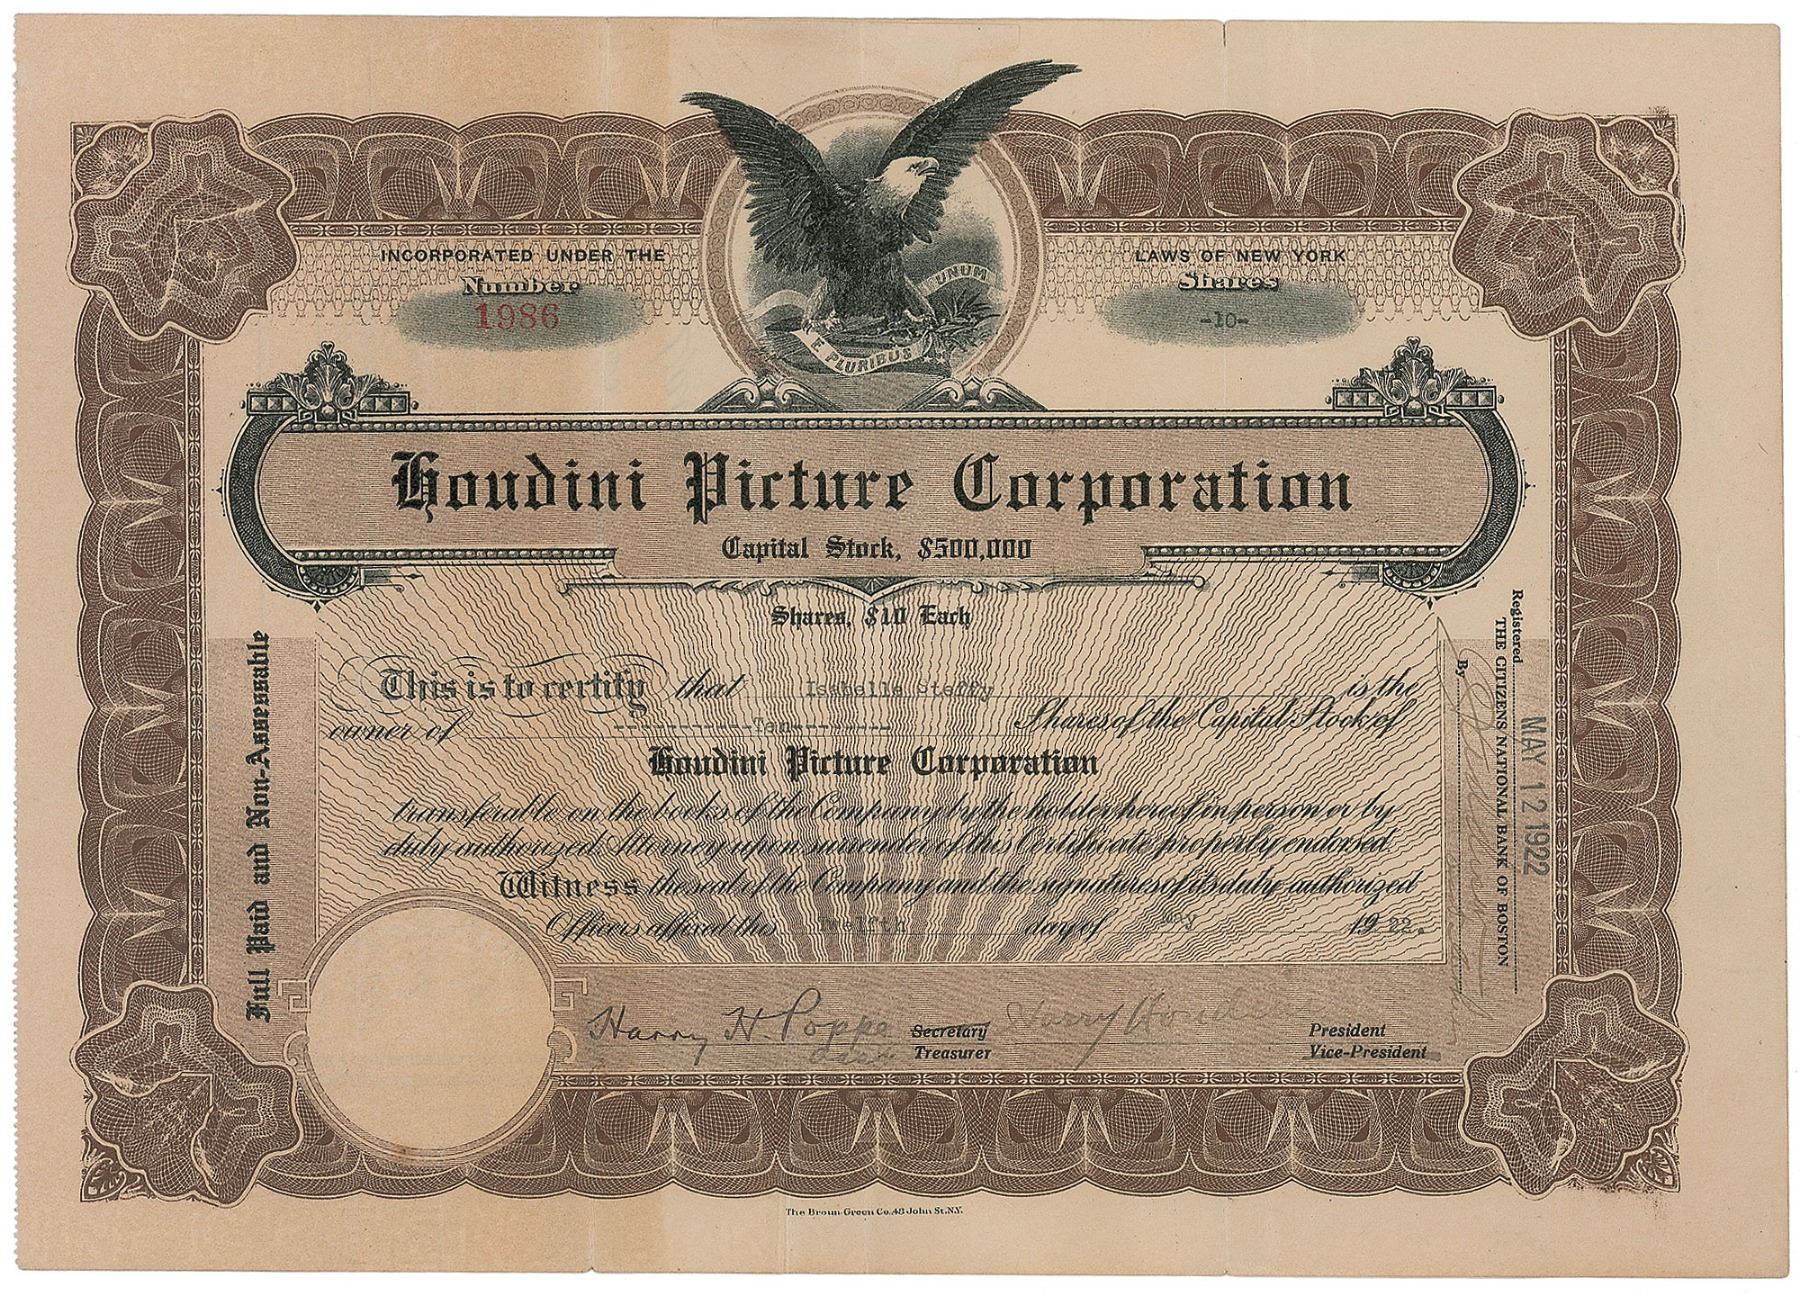 INCORPORATED UNDER THE
LAWS OF NEW YORK
Number
1986
Shares
-10-
E PLURIBUS UNUM
Houdini Picture Corporation
Capital Stock, $500,000
Shares, $10 Each
This is to certify that Isabelle Steffy is the
owner of ------------Ten---------- Shares of the Capital Stock of
Houdini Picture Corporation
transferable on the books of the Company by the holder hereof in person or by
duly authorized Attorney upon surrender of this Certificate properly endorsed
Witness the seal of the Company and the signatures of its duly authorized
Officers affixed this Twelfth day of May 1922.
Full Paid and Non-Assessable
Registered
MAY 12 1922
THE CITIZENS NATIONAL BANK OF BOSTON
By
Harry H. Poppe
Secretary
Treasurer
Harry Houdini
President
Vice-President
The Broun-Green Co. 48 John St. N.Y.